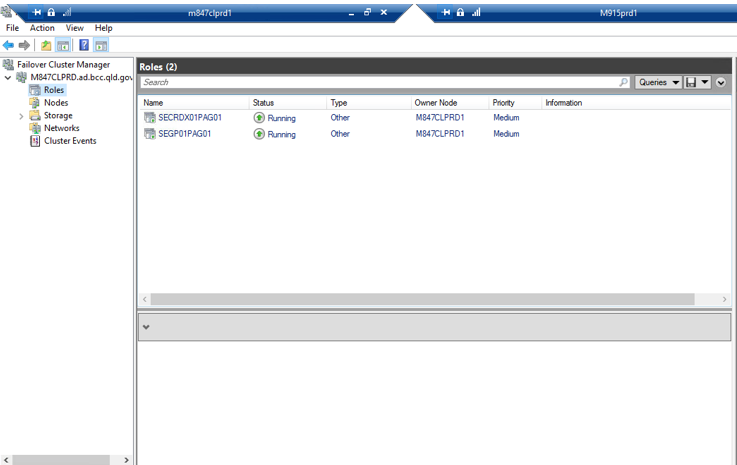 m847clprd1
M915prd1
File Action View Help
Failover Cluster Manager
M847CLPRD.ad.bcc.qld.gov
Roles
Nodes
Storage
Networks
Cluster Events
Roles (2)
Search
Queries
Name Status Type Owner Node Priority Information
SECRDX01PAG01 Running Other M847CLPRD1 Medium
SEGP01PAG01 Running Other M847CLPRD1 Medium